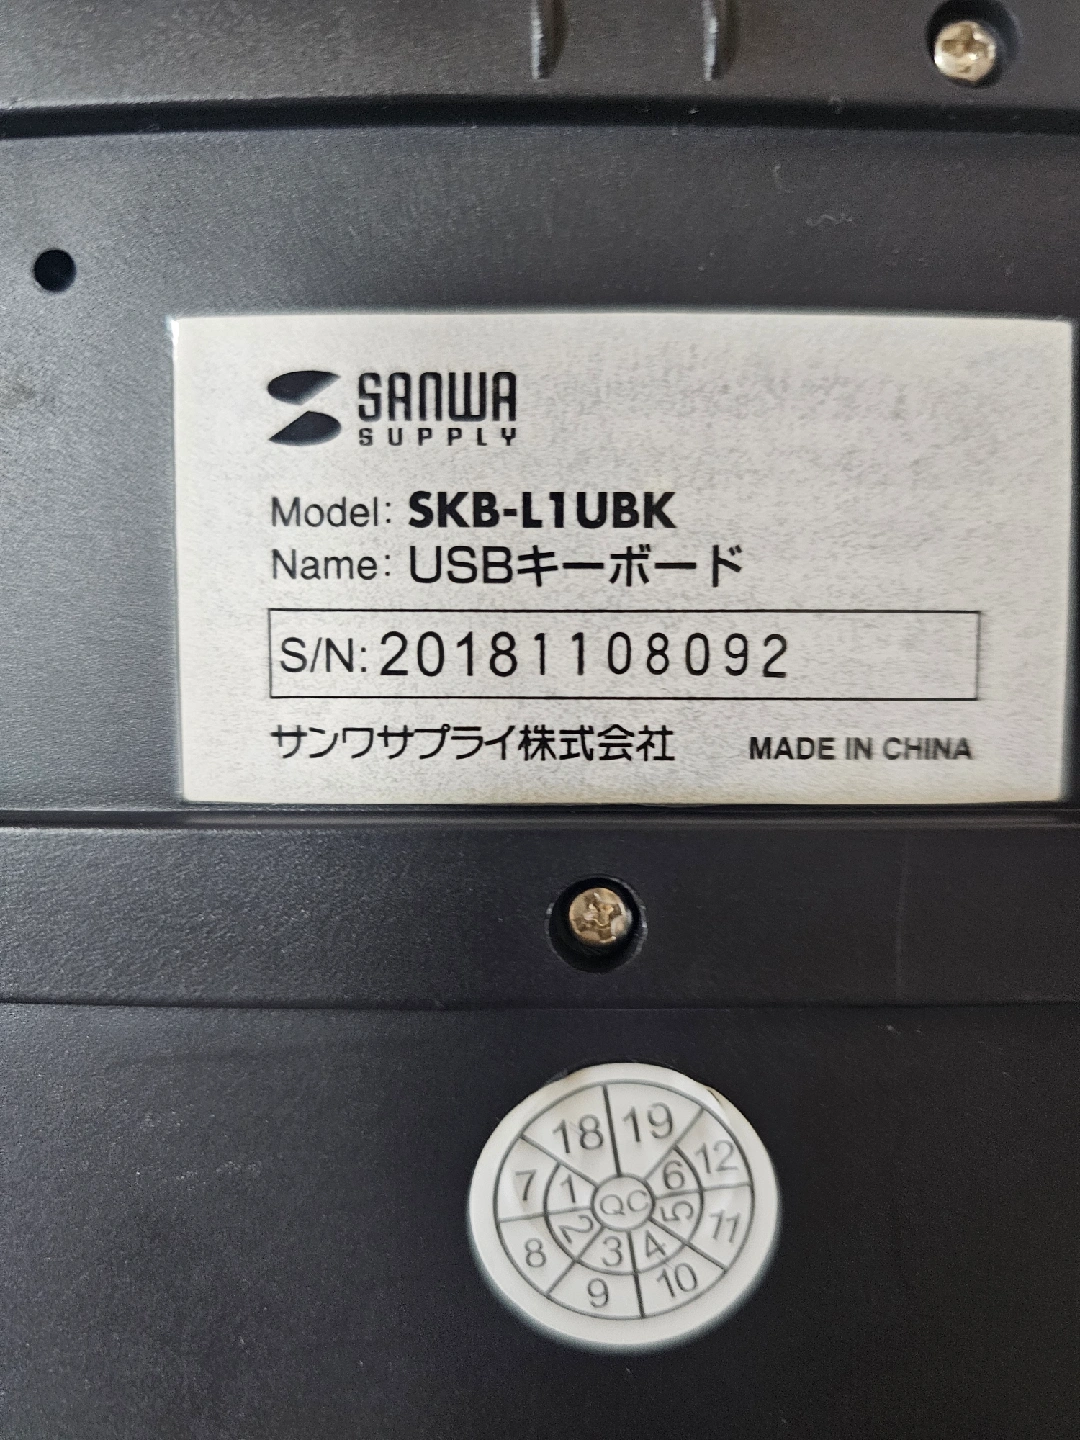 SANWA
SUPPLY
Model: SKB-L1UBK
Name: USBキーボード
S/N: 20181108092
サンワサプライ株式会社 MADE IN CHINA
18 19
7 1 QC 6 12
8 2 3 4 5 11
9 10